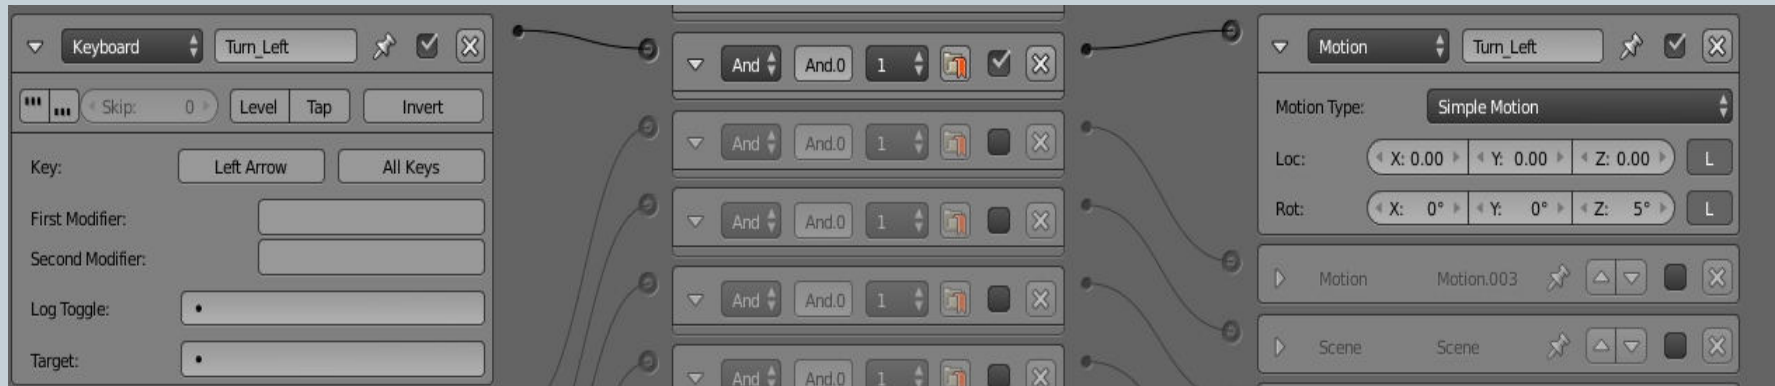 Keyboard Turn_Left
Skip: 0 Level Tap Invert
Key: Left Arrow All Keys
First Modifier:
Second Modifier:
Log Toggle:
Target:
And And.0 1
And And.0 1
And And.0 1
And And.0 1
And And.0 1
Motion Turn_Left
Motion Type: Simple Motion
Loc: X: 0.00 Y: 0.00 Z: 0.00 L
Rot: X: 0° Y: 0° Z: 5° L
Motion Motion.003
Scene Scene